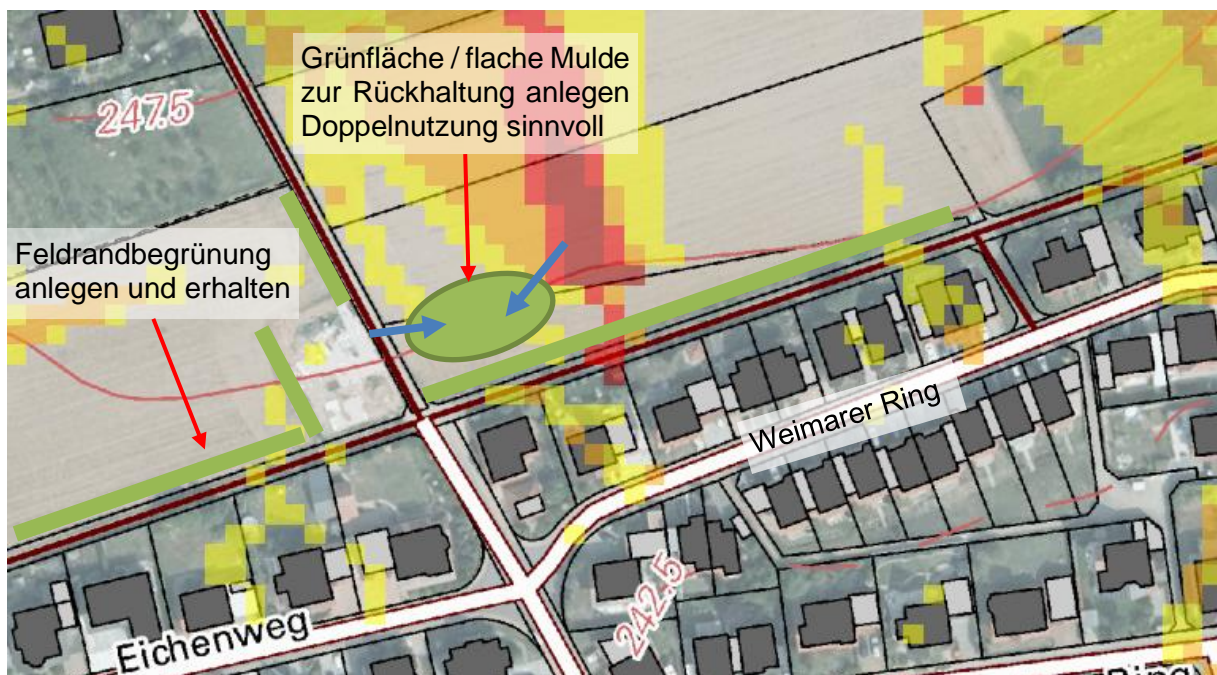 Grünfläche / flache Mulde
zur Rückhaltung anlegen
Doppelnutzung sinnvoll
247.5
Feldrandbegrünung
anlegen und erhalten
Weimarer Ring
242.5
Eichenweg
Ring